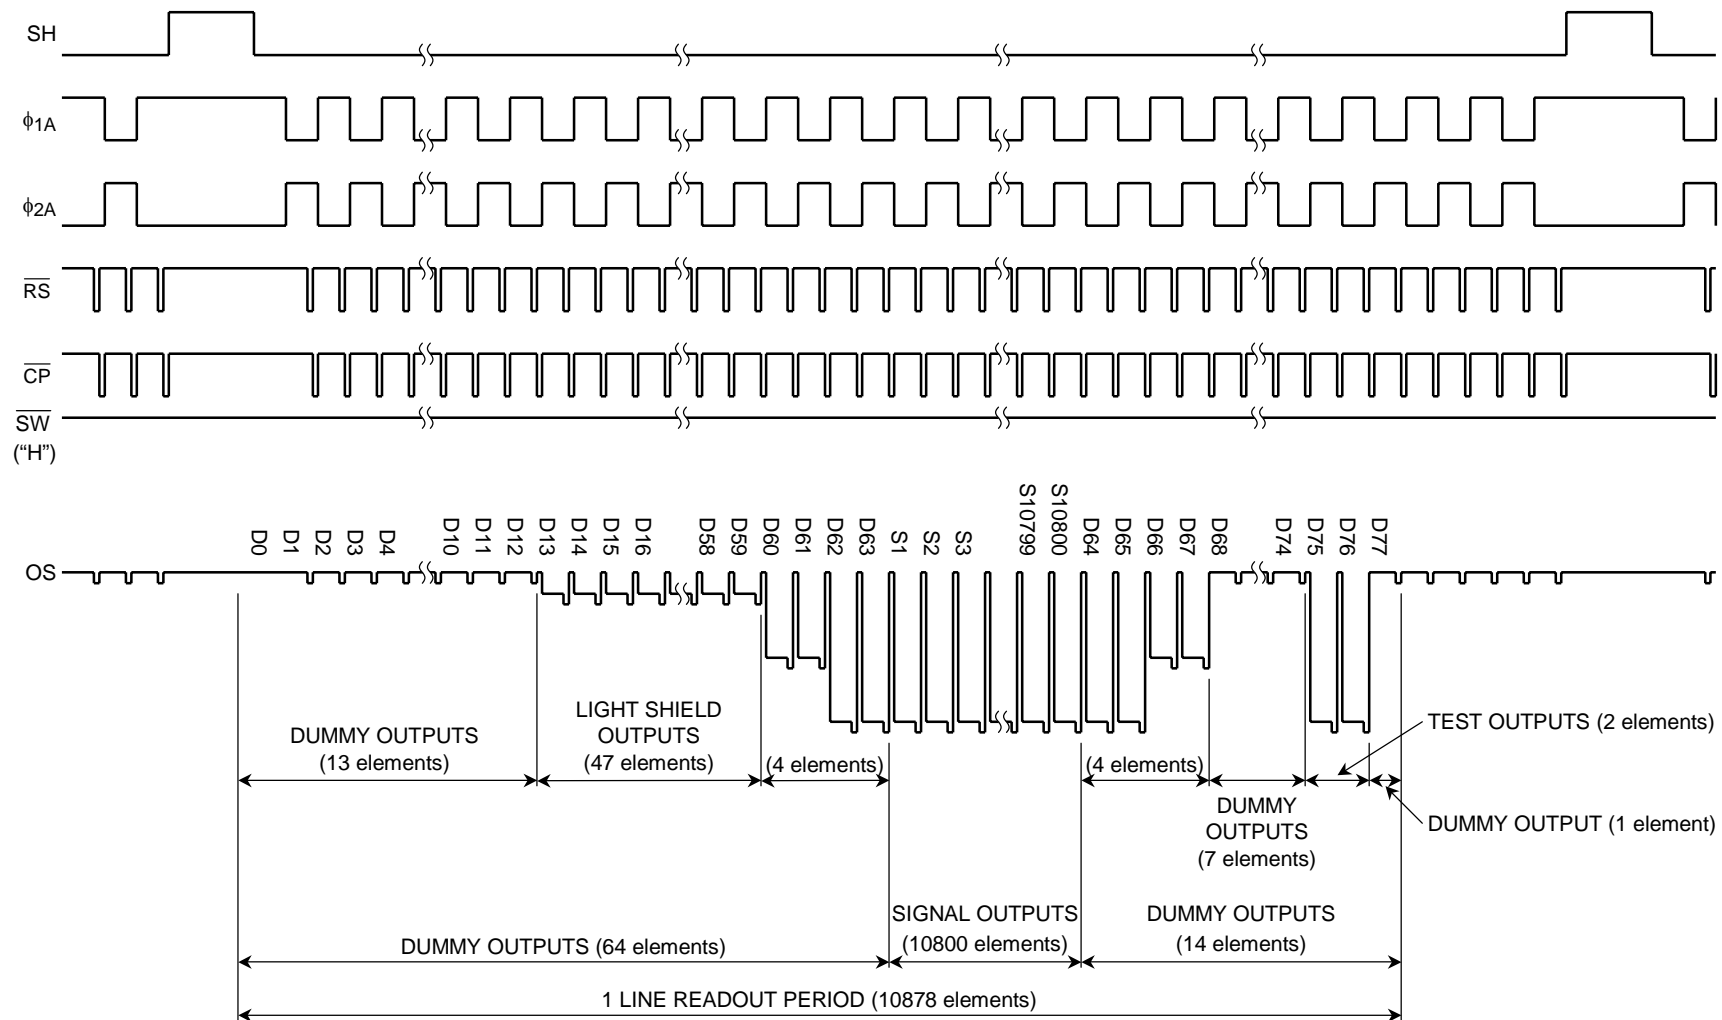 SH
ϕ1A
ϕ2A
RS
CP
SW
(“H”)
OS
D0
D1
D2
D3
D4
D10
D11
D12
D13
D14
D15
D16
D58
D59
D60
D61
D62
D63
S1
S2
S3
S10799
S10800
D64
D65
D66
D67
D68
D74
D75
D76
D77
DUMMY OUTPUTS
(13 elements)
LIGHT SHIELD
OUTPUTS
(47 elements)
(4 elements)
(4 elements)
DUMMY
OUTPUTS
(7 elements)
TEST OUTPUTS (2 elements)
DUMMY OUTPUT (1 element)
DUMMY OUTPUTS (64 elements)
SIGNAL OUTPUTS
(10800 elements)
DUMMY OUTPUTS
(14 elements)
1 LINE READOUT PERIOD (10878 elements)